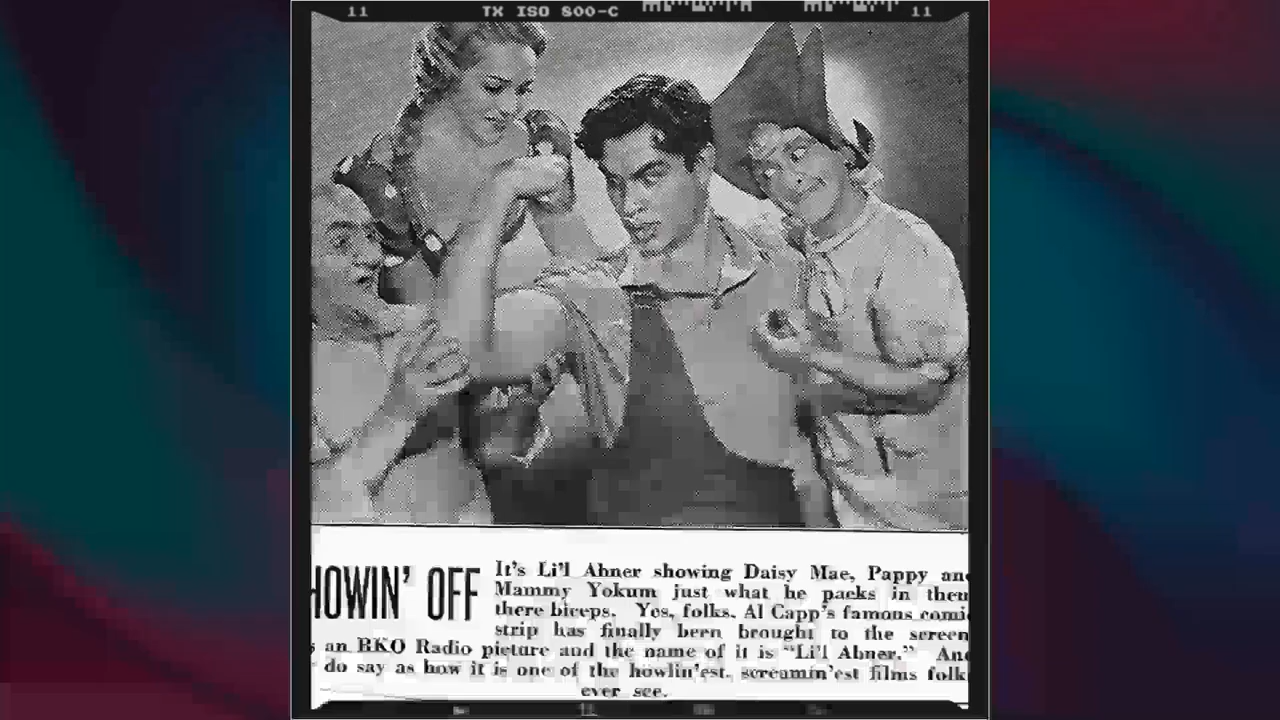 11 TX ISO 800-C 11
HOWIN' OFF
It's Li'l Abner showing Daisy Mae, Pappy an
Mammy Yokum just what he packs in them
there biceps. Yes, folks, Al Capp's famous comi
strip has finally been brought to the screen
an RKO Radio picture and the name of it is "Li'l Abner." An
do say as how it is one of the howlin'est, screamin'est films folk
ever see.